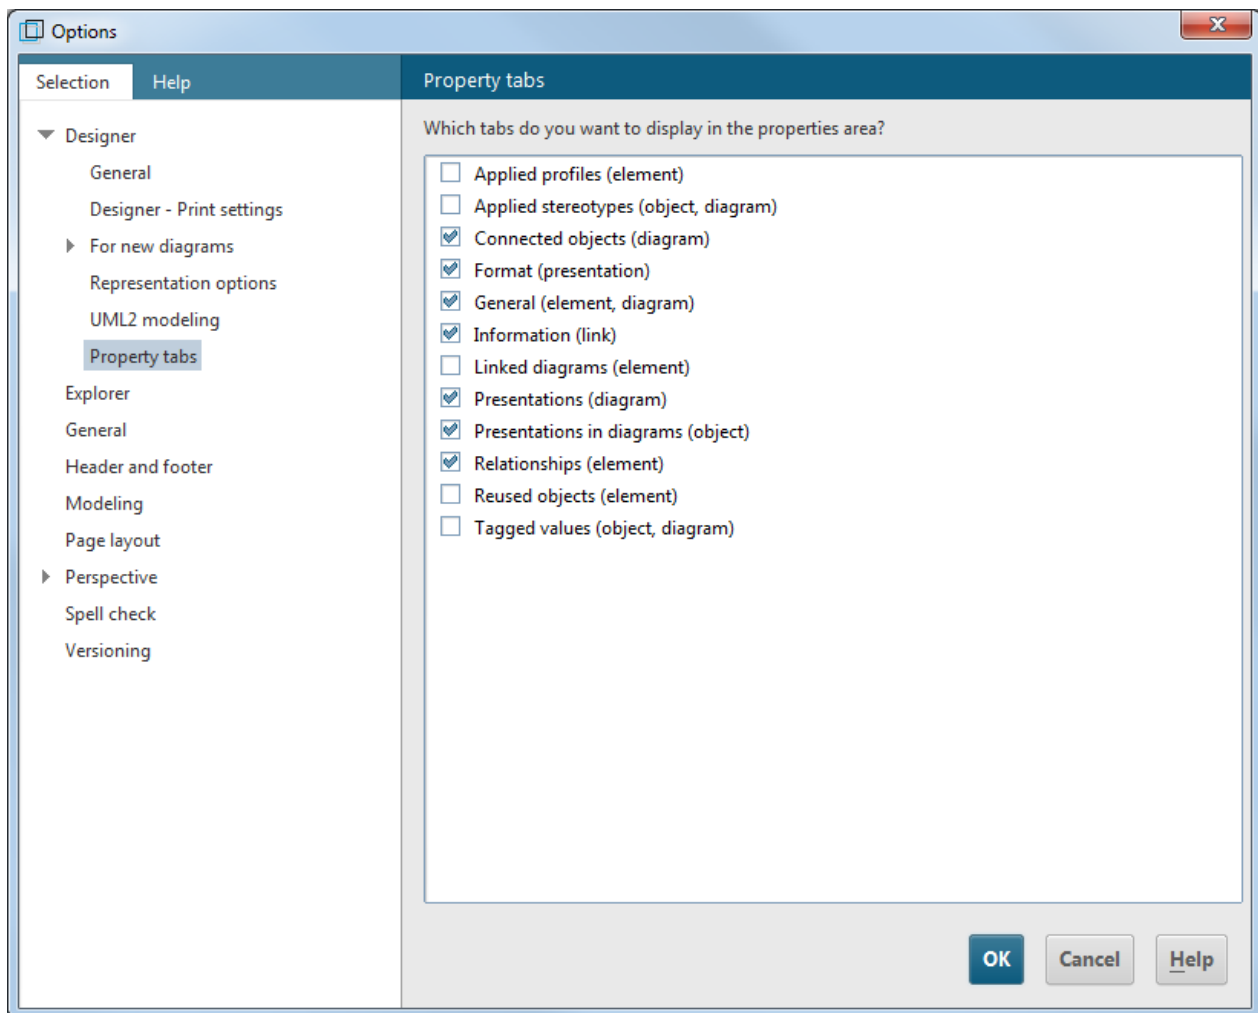 Options
Selection Help
Designer
General
Designer - Print settings
For new diagrams
Representation options
UML2 modeling
Property tabs
Explorer
General
Header and footer
Modeling
Page layout
Perspective
Spell check
Versioning
Property tabs
Which tabs do you want to display in the properties area?
Applied profiles (element)
Applied stereotypes (object, diagram)
Connected objects (diagram)
Format (presentation)
General (element, diagram)
Information (link)
Linked diagrams (element)
Presentations (diagram)
Presentations in diagrams (object)
Relationships (element)
Reused objects (element)
Tagged values (object, diagram)
OK Cancel Help